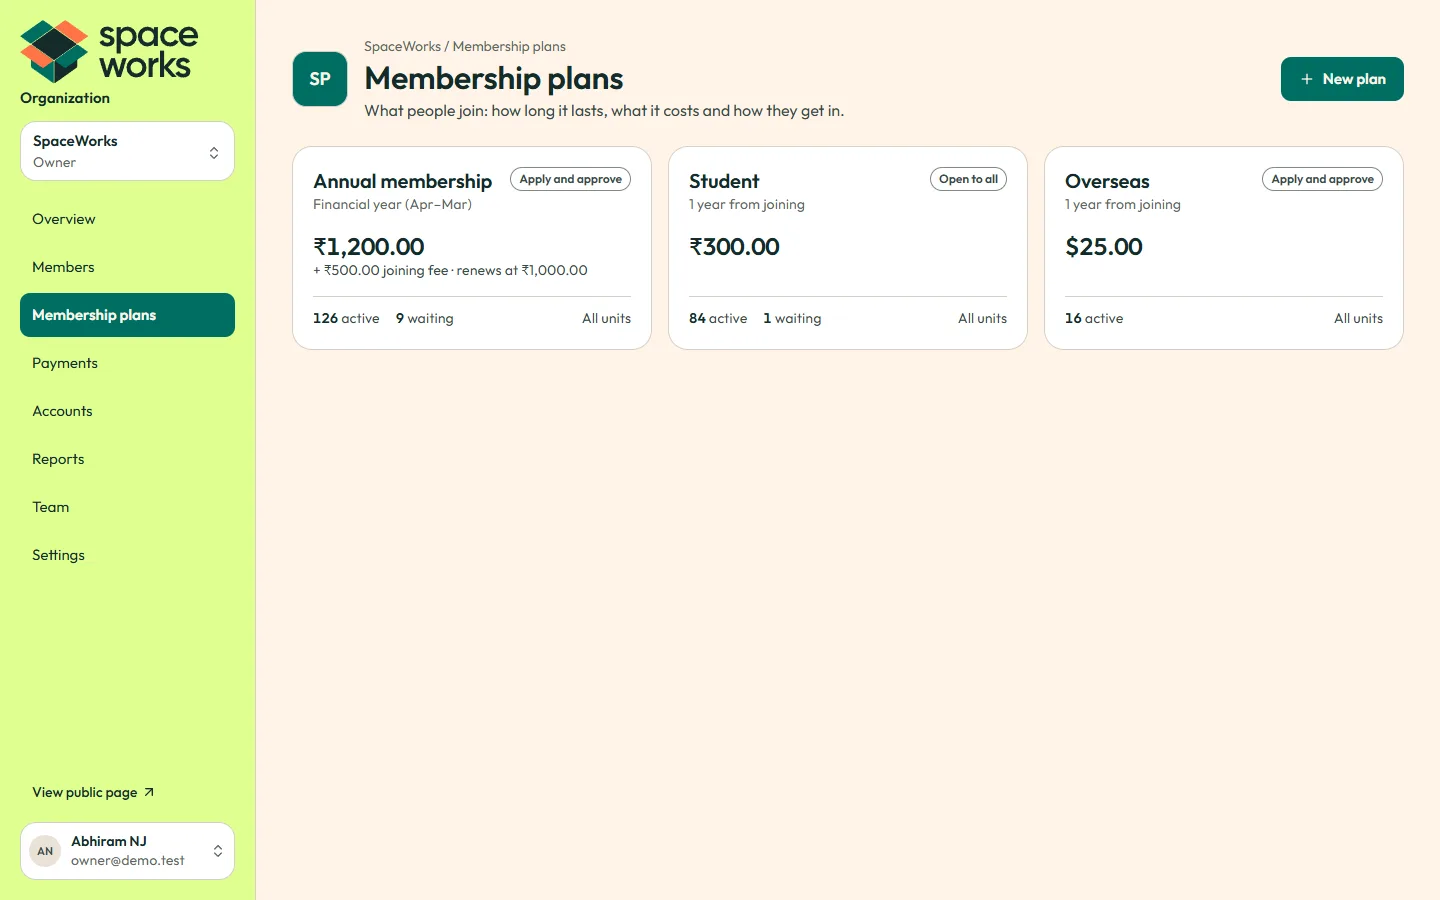 space
works
Organization
SpaceWorks
Owner
Overview
Members
Membership plans
Payments
Accounts
Reports
Team
Settings
View public page
AN
Abhiram NJ
owner@demo.test
SP
SpaceWorks / Membership plans
Membership plans
What people join: how long it lasts, what it costs and how they get in.
+ New plan
Annual membership
Apply and approve
Financial year (Apr–Mar)
₹1,200.00
+ ₹500.00 joining fee · renews at ₹1,000.00
126 active 9 waiting All units
Student
Open to all
1 year from joining
₹300.00
84 active 1 waiting All units
Overseas
Apply and approve
1 year from joining
$25.00
16 active All units